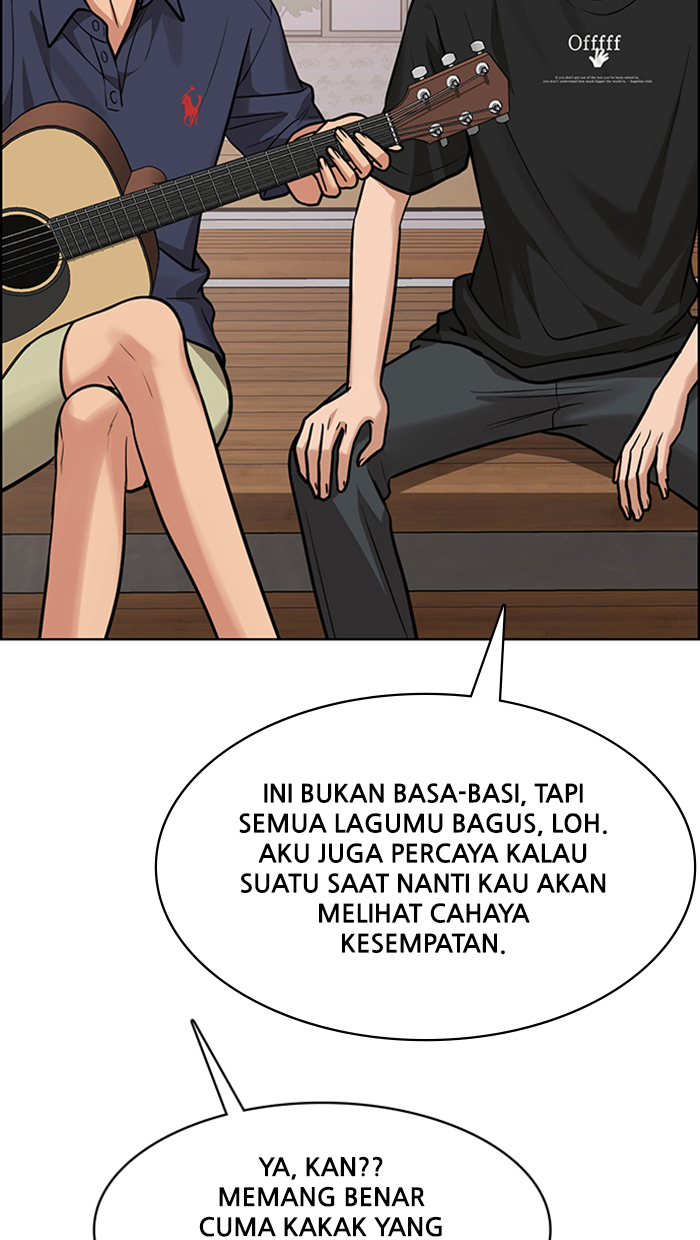 Offfff
INI BUKAN BASA-BASI, TAPI
SEMUA LAGUMU BAGUS, LOH.
AKU JUGA PERCAYA KALAU
SUATU SAAT NANTI KAU AKAN
MELIHAT CAHAYA
KESEMPATAN.
YA, KAN??
MEMANG BENAR
CUMA KAKAK YANG